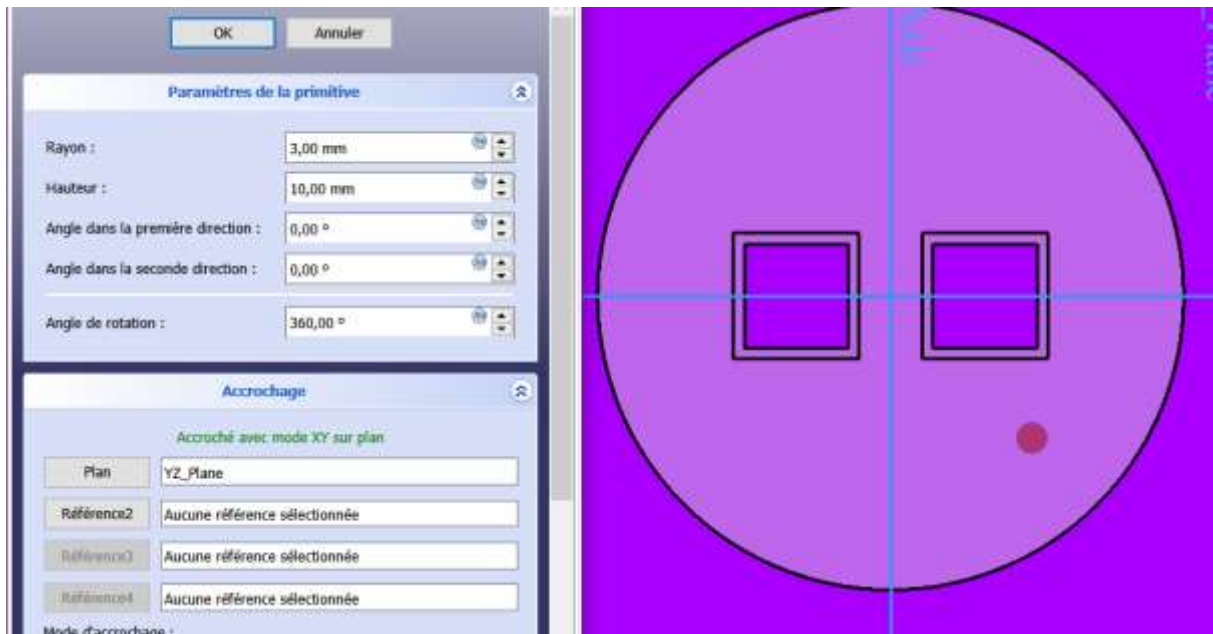 OK
Annuler
Paramètres de la primitive
Rayon :
3,00 mm
Hauteur :
10,00 mm
Angle dans la première direction :
0,00 °
Angle dans la seconde direction :
0,00 °
Angle de rotation :
360,00 °
Accrochage
Accroché avec mode XY sur plan
Plan
YZ_Plane
Référence2
Aucune référence sélectionnée
Référence3
Aucune référence sélectionnée
Référence4
Aucune référence sélectionnée
Mode d'accrochage :